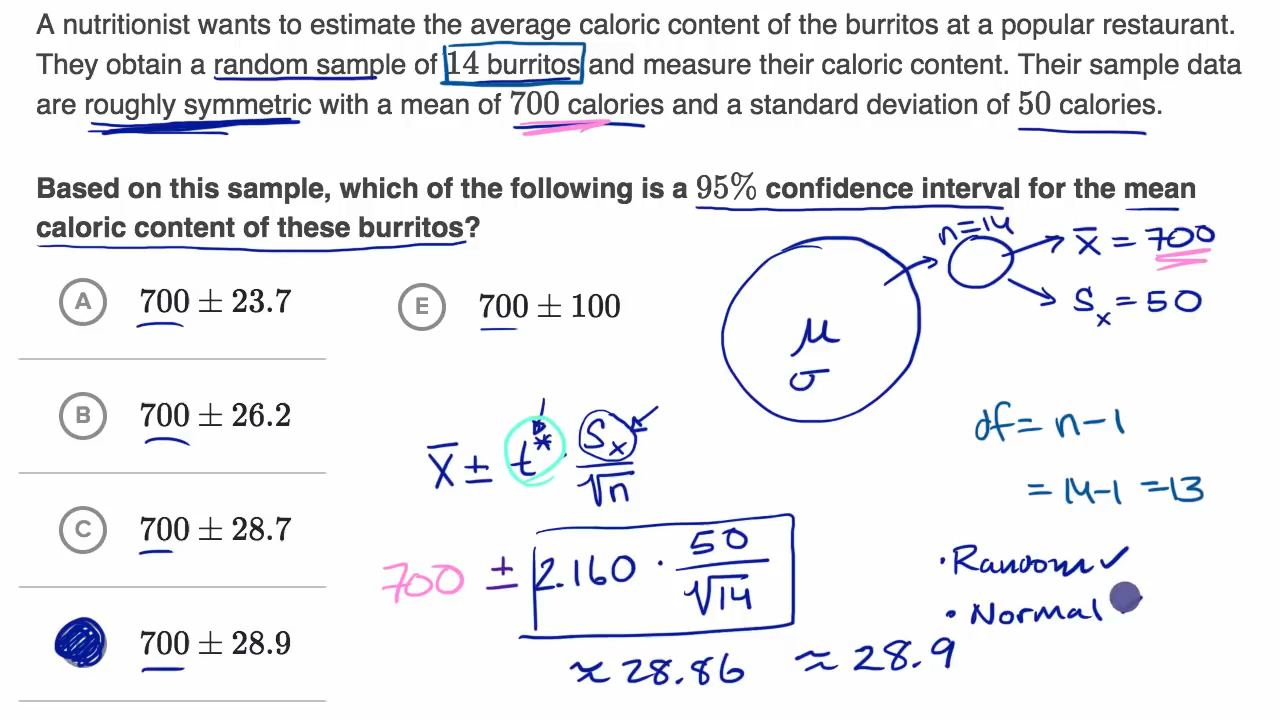 A nutritionist wants to estimate the average caloric content of the burritos at a popular restaurant.
They obtain a random sample of 14 burritos and measure their caloric content. Their sample data
are roughly symmetric with a mean of 700 calories and a standard deviation of 50 calories.
Based on this sample, which of the following is a 95% confidence interval for the mean
caloric content of these burritos?
A 700 ± 23.7
E 700 ± 100
B 700 ± 26.2
C 700 ± 28.7
700 ± 28.9
n=14
x̄ = 700
Sx = 50
μ
σ
x̄ ± t* · Sx/√n
df = n-1
= 14-1 = 13
700 ± 2.160 · 50/√14
≈ 28.86 ≈ 28.9
· Random ✓
· Normal